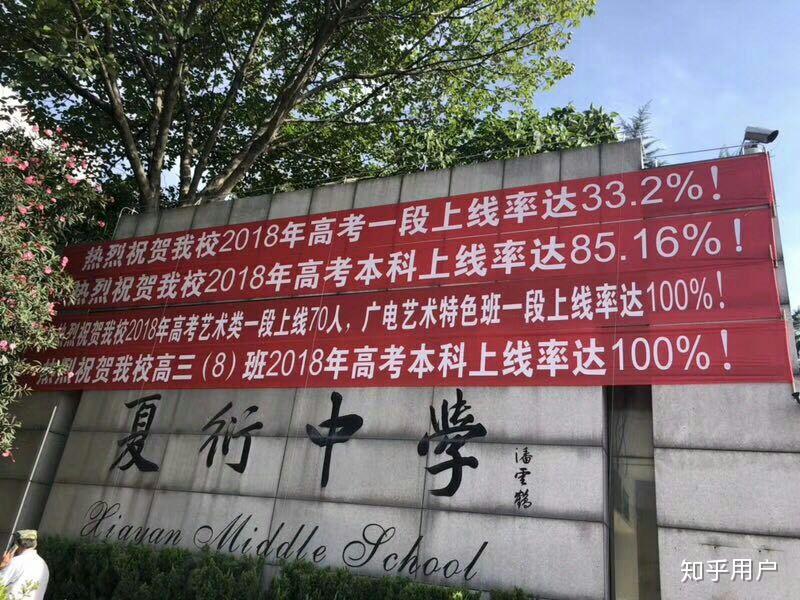 热烈祝贺我校2018年高考一段上线率达33.2%！
热烈祝贺我校2018年高考本科上线率达85.16%！
热烈祝贺我校2018年高考艺术类一段上线70人，广电艺术特色班一段上线率达100%！
热烈祝贺我校高三（8）班2018年高考本科上线率达100%！
夏衍中学
潘云鹤
Xiayan Middle School
知乎用户